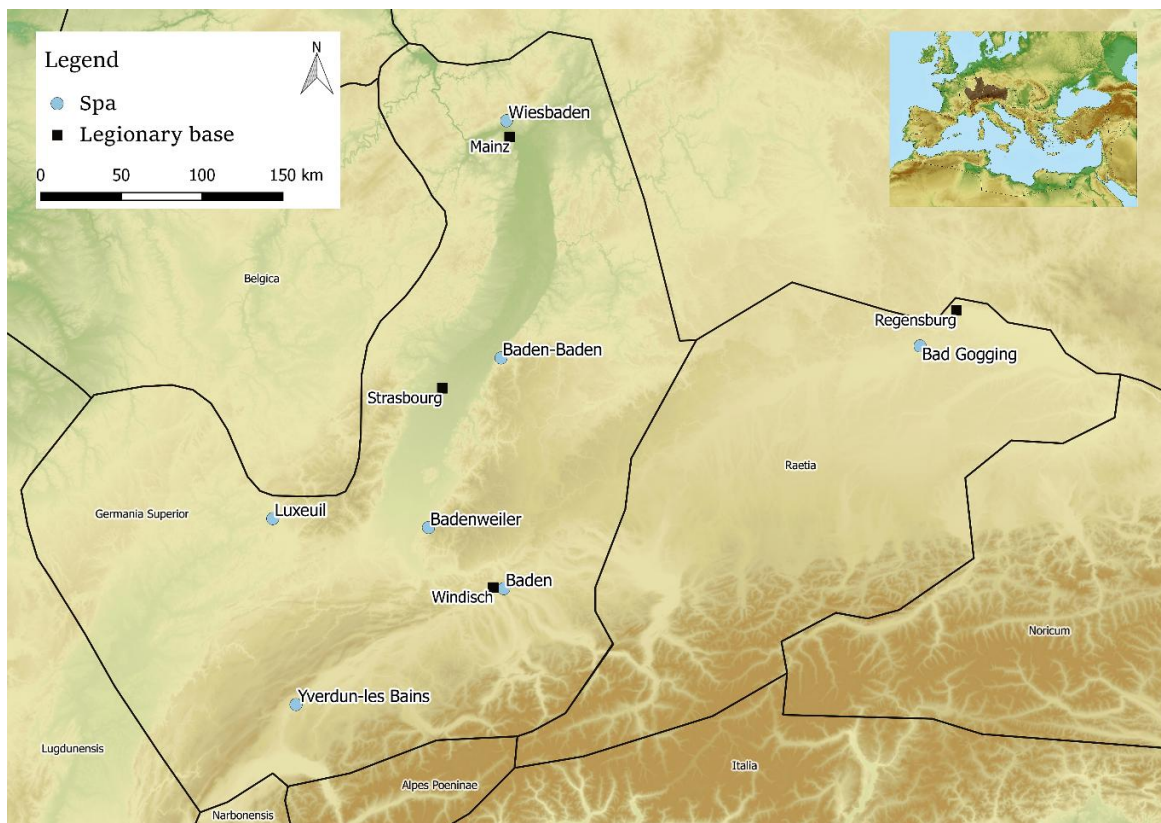 Legend
N
Spa
Legionary base
0 50 100 150 km
Wiesbaden
Mainz
Belgica
Regensburg
Bad Gogging
Baden-Baden
Strasbourg
Raetia
Germania Superior
Luxeuil
Badenweiler
Baden
Windisch
Noricum
Yverdun-les Bains
Lugdunensis
Italia
Alpes Poeninae
Narbonensis